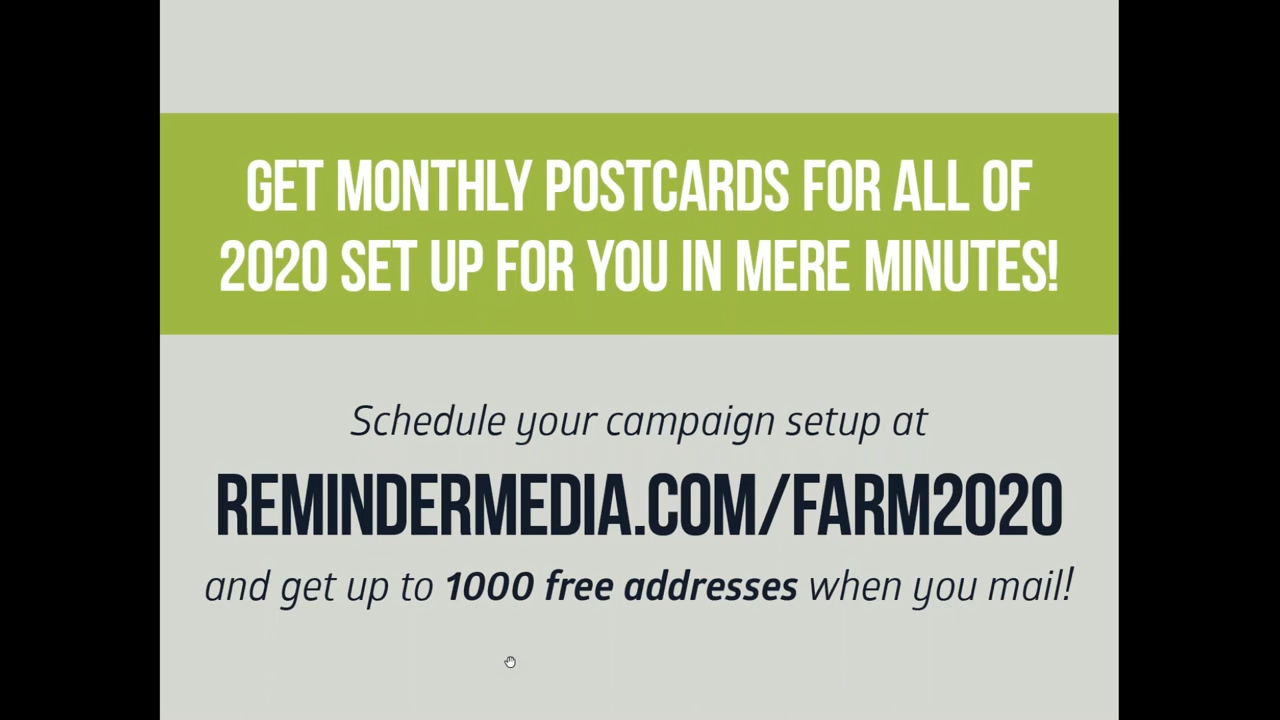 GET MONTHLY POSTCARDS FOR ALL OF
2020 SET UP FOR YOU IN MERE MINUTES!
Schedule your campaign setup at
REMINDERMEDIA.COM/FARM2020
and get up to 1000 free addresses when you mail!